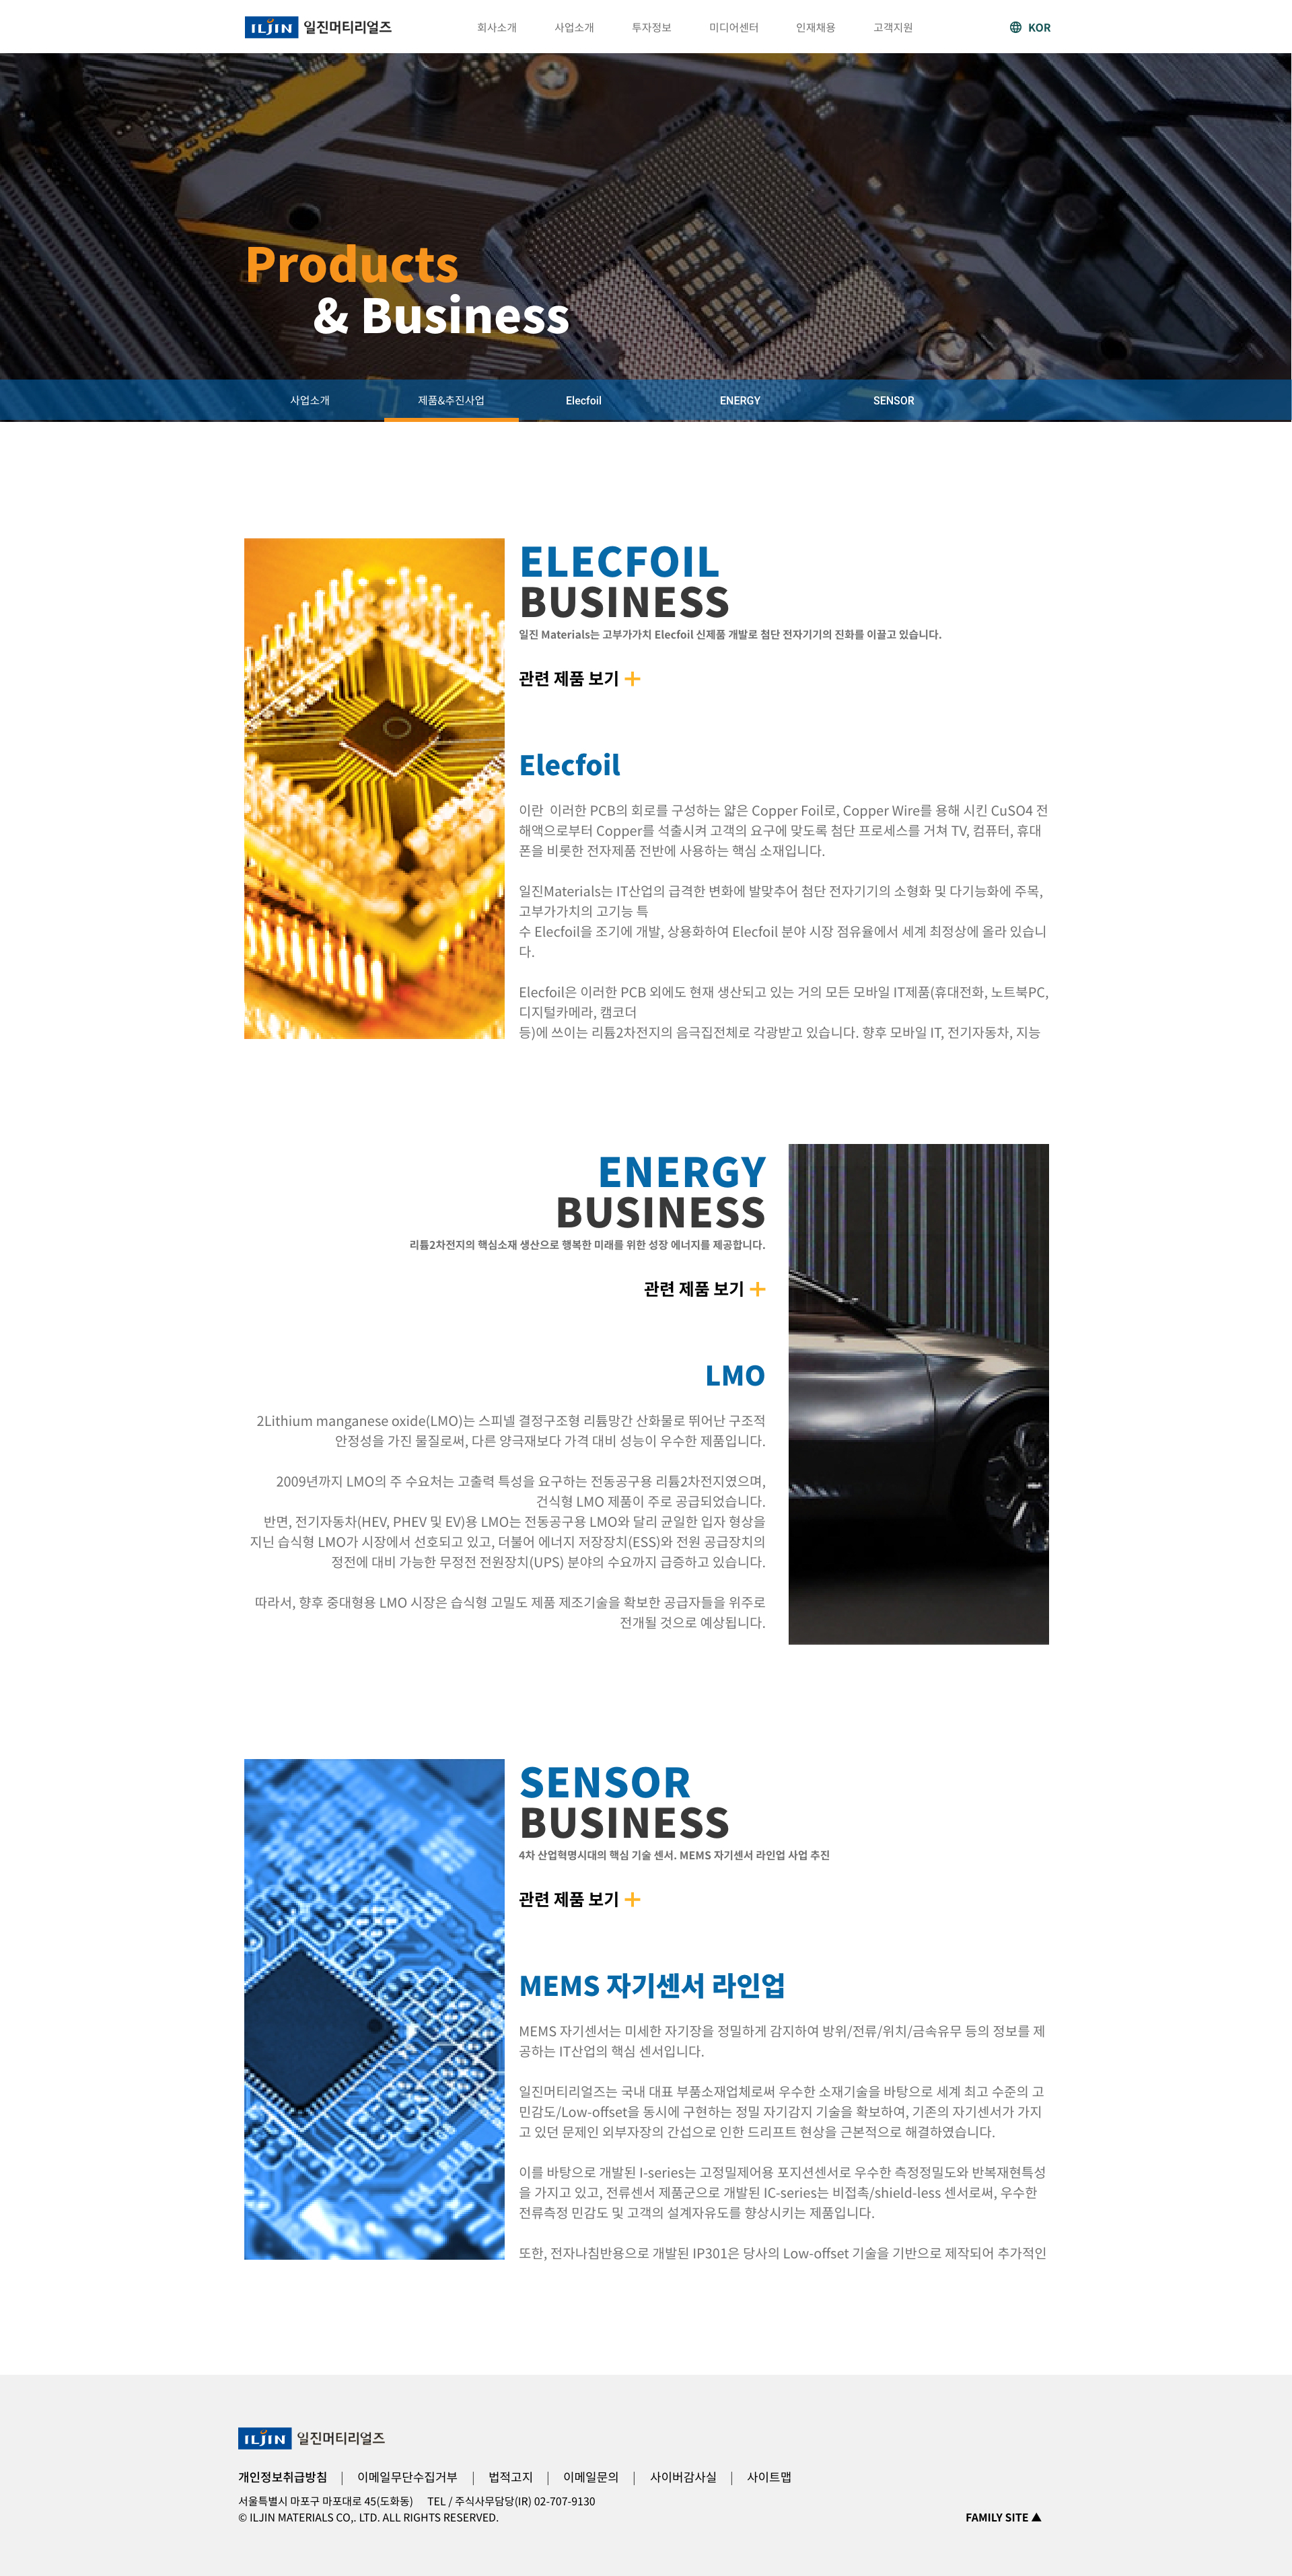 ILJIN 일진머티리얼즈
회사소개 사업소개 투자정보 미디어센터 인재채용 고객지원 KOR
Products
& Business
사업소개 제품&추진사업 Elecfoil ENERGY SENSOR
ELECFOIL
BUSINESS
일진 Materials는 고부가가치 Elecfoil 신제품 개발로 첨단 전자기기의 진화를 이끌고 있습니다.
관련 제품 보기 +
Elecfoil
이란 이러한 PCB의 회로를 구성하는 얇은 Copper Foil로, Copper Wire를 용해 시킨 CuSO4 전
해액으로부터 Copper를 석출시켜 고객의 요구에 맞도록 첨단 프로세스를 거쳐 TV, 컴퓨터, 휴대
폰을 비롯한 전자제품 전반에 사용하는 핵심 소재입니다.
일진Materials는 IT산업의 급격한 변화에 발맞추어 첨단 전자기기의 소형화 및 다기능화에 주목,
고부가가치의 고기능 특
수 Elecfoil을 조기에 개발, 상용화하여 Elecfoil 분야 시장 점유율에서 세계 최정상에 올라 있습니
다.
Elecfoil은 이러한 PCB 외에도 현재 생산되고 있는 거의 모든 모바일 IT제품(휴대전화, 노트북PC,
디지털카메라, 캠코더
등)에 쓰이는 리튬2차전지의 음극집전체로 각광받고 있습니다. 향후 모바일 IT, 전기자동차, 지능
ENERGY
BUSINESS
리튬2차전지의 핵심소재 생산으로 행복한 미래를 위한 성장 에너지를 제공합니다.
관련 제품 보기 +
LMO
2Lithium manganese oxide(LMO)는 스피넬 결정구조형 리튬망간 산화물로 뛰어난 구조적
안정성을 가진 물질로써, 다른 양극재보다 가격 대비 성능이 우수한 제품입니다.
2009년까지 LMO의 주 수요처는 고출력 특성을 요구하는 전동공구용 리튬2차전지였으며,
건식형 LMO 제품이 주로 공급되었습니다.
반면, 전기자동차(HEV, PHEV 및 EV)용 LMO는 전동공구용 LMO와 달리 균일한 입자 형상을
지닌 습식형 LMO가 시장에서 선호되고 있고, 더불어 에너지 저장장치(ESS)와 전원 공급장치의
정전에 대비 가능한 무정전 전원장치(UPS) 분야의 수요까지 급증하고 있습니다.
따라서, 향후 중대형용 LMO 시장은 습식형 고밀도 제품 제조기술을 확보한 공급자들을 위주로
전개될 것으로 예상됩니다.
SENSOR
BUSINESS
4차 산업혁명시대의 핵심 기술 센서. MEMS 자기센서 라인업 사업 추진
관련 제품 보기 +
MEMS 자기센서 라인업
MEMS 자기센서는 미세한 자기장을 정밀하게 감지하여 방위/전류/위치/금속유무 등의 정보를 제
공하는 IT산업의 핵심 센서입니다.
일진머티리얼즈는 국내 대표 부품소재업체로써 우수한 소재기술을 바탕으로 세계 최고 수준의 고
민감도/Low-offset을 동시에 구현하는 정밀 자기감지 기술을 확보하여, 기존의 자기센서가 가지
고 있던 문제인 외부자장의 간섭으로 인한 드리프트 현상을 근본적으로 해결하였습니다.
이를 바탕으로 개발된 I-series는 고정밀제어용 포지션센서로 우수한 측정정밀도와 반복재현특성
을 가지고 있고, 전류센서 제품군으로 개발된 IC-series는 비접촉/shield-less 센서로써, 우수한
전류측정 민감도 및 고객의 설계자유도를 향상시키는 제품입니다.
또한, 전자나침반용으로 개발된 IP301은 당사의 Low-offset 기술을 기반으로 제작되어 추가적인
ILJIN 일진머티리얼즈
개인정보취급방침 | 이메일무단수집거부 | 법적고지 | 이메일문의 | 사이버감사실 | 사이트맵
서울특별시 마포구 마포대로 45(도화동) TEL / 주식사무담당(IR) 02-707-9130
© ILJIN MATERIALS CO,. LTD. ALL RIGHTS RESERVED. FAMILY SITE ▲